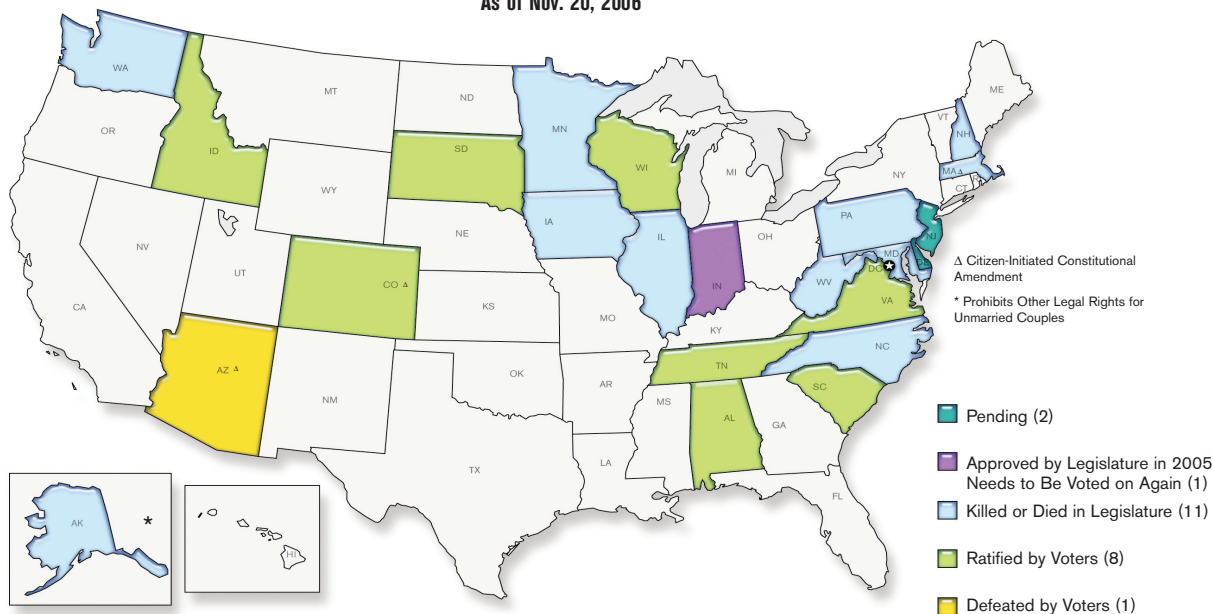 As of Nov. 20, 2006
WA
OR
CA
NV
ID
MT
WY
UT
AZ Δ
CO Δ
NM
ND
SD
NE
KS
OK
TX
MN
IA
MO
AR
LA
WI
IL
MI
IN
OH
KY
TN
MS
AL
GA
FL
SC
NC
VA
WV
DC
MD
DE
PA
NJ
NY
CT
RI
MA Δ
VT
NH
ME
AK
*
HI
Δ Citizen-Initiated Constitutional
Amendment
* Prohibits Other Legal Rights for
Unmarried Couples
Pending (2)
Approved by Legislature in 2005
Needs to Be Voted on Again (1)
Killed or Died in Legislature (11)
Ratified by Voters (8)
Defeated by Voters (1)